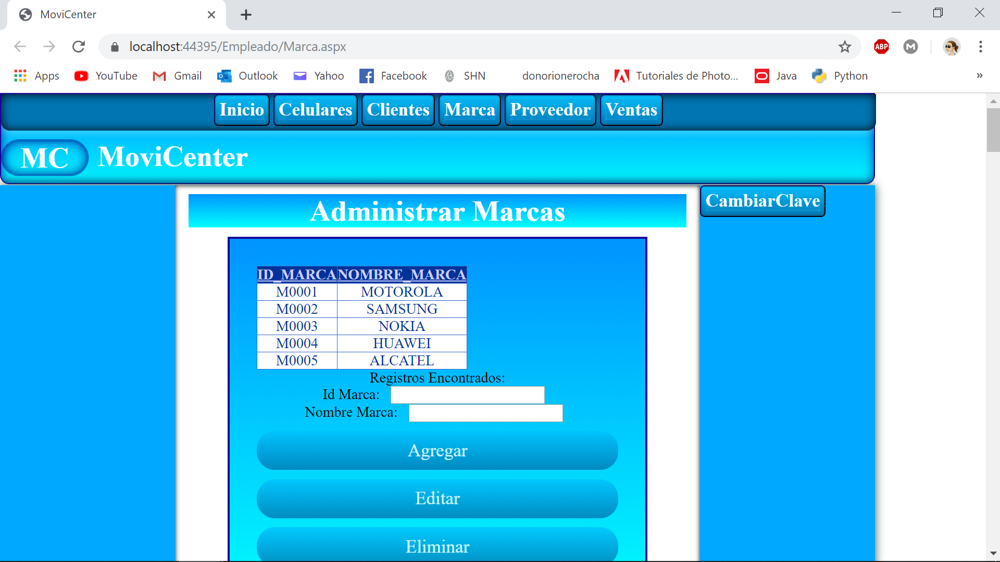 MoviCenter
localhost:44395/Empleado/Marca.aspx
ABP
M
Apps YouTube Gmail Outlook Yahoo Facebook SHN donorionerocha Tutoriales de Photo... Java Python »
Inicio Celulares Clientes Marca Proveedor Ventas
MC MoviCenter
CambiarClave
Administrar Marcas
ID_MARCA NOMBRE_MARCA
M0001 MOTOROLA
M0002 SAMSUNG
M0003 NOKIA
M0004 HUAWEI
M0005 ALCATEL
Registros Encontrados:
Id Marca:
Nombre Marca:
Agregar
Editar
Eliminar